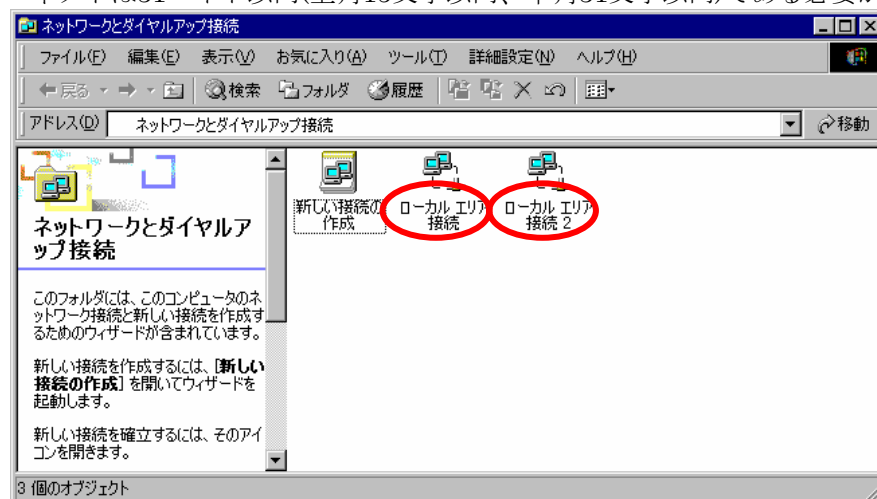 ネットワークとダイヤルアップ接続
ファイル(F) 編集(E) 表示(V) お気に入り(A) ツール(T) 詳細設定(N) ヘルプ(H)
戻る 検索 フォルダ 履歴
アドレス(D) ネットワークとダイヤルアップ接続 移動
ネットワークとダイヤルア
ップ接続
このフォルダには、このコンピュータのネ
ットワーク接続と新しい接続を作成す
るためのウィザードが含まれています。
新しい接続を作成するには、[新しい
接続の作成] を開いてウィザードを
起動します。
新しい接続を確立するには、そのアイ
コンを開きます。
新しい接続の
作成
ローカル エリア
接続
ローカル エリア
接続 2
3 個のオブジェクト